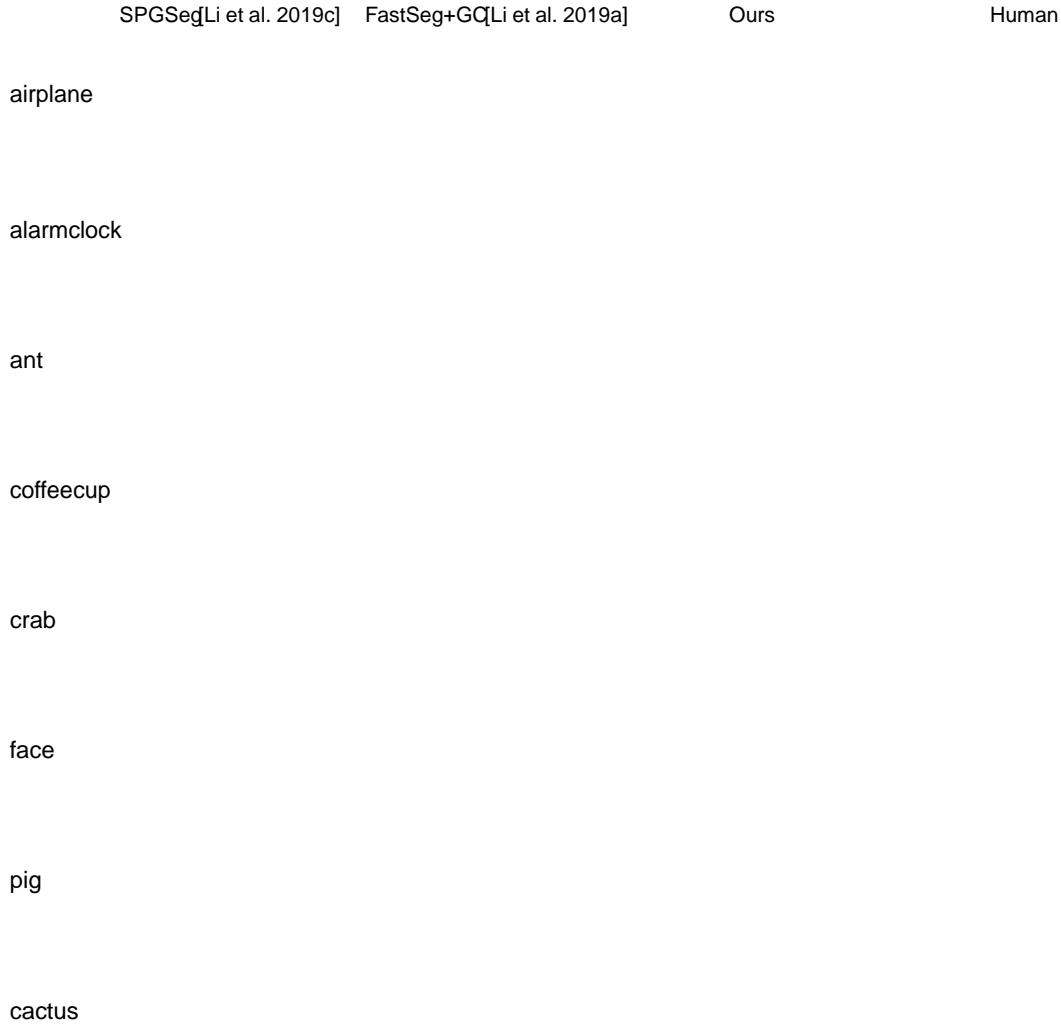 SPGSeg[Li et al. 2019c] FastSeg+GC[Li et al. 2019a] Ours Human
airplane
alarmclock
ant
coffeecup
crab
face
pig
cactus